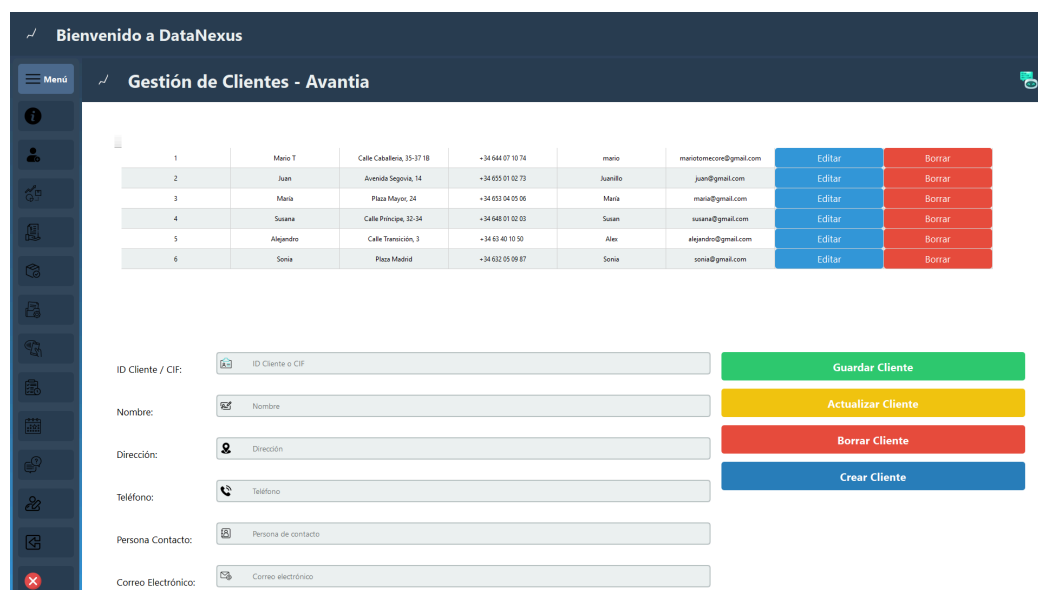 Bienvenido a DataNexus
Menú
Gestión de Clientes - Avantia
1 Mario T Calle Caballeria, 35-37 1B +34 644 07 10 74 mario mariotomecore@gmail.com Editar Borrar
2 Juan Avenida Segovia, 14 +34 655 01 02 73 Juanillo juan@gmail.com Editar Borrar
3 María Plaza Mayor, 24 +34 653 04 05 06 María maria@gmail.com Editar Borrar
4 Susana Calle Príncipe, 32-34 +34 648 01 02 03 Susan susana@gmail.com Editar Borrar
5 Alejandro Calle Transición, 3 +34 63 40 10 50 Alex alejandro@gmail.com Editar Borrar
6 Sonia Plaza Madrid +34 632 05 09 87 Sonia sonia@gmail.com Editar Borrar
ID Cliente / CIF: ID Cliente o CIF Guardar Cliente
Nombre: Nombre Actualizar Cliente
Dirección: Dirección Borrar Cliente
Teléfono: Teléfono Crear Cliente
Persona Contacto: Persona de contacto
Correo Electrónico: Correo electrónico